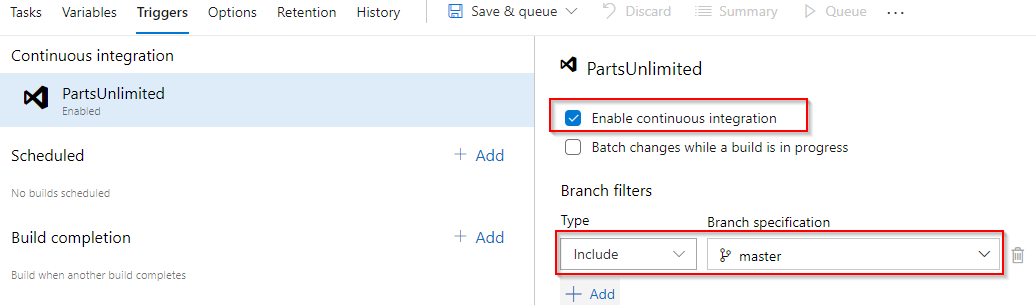 Tasks Variables Triggers Options Retention History Save & queue Discard Summary Queue ...
Continuous integration
PartsUnlimited
Enabled
Scheduled + Add
No builds scheduled
Build completion + Add
Build when another build completes
PartsUnlimited
Enable continuous integration
Batch changes while a build is in progress
Branch filters
Type Branch specification
Include master
+ Add